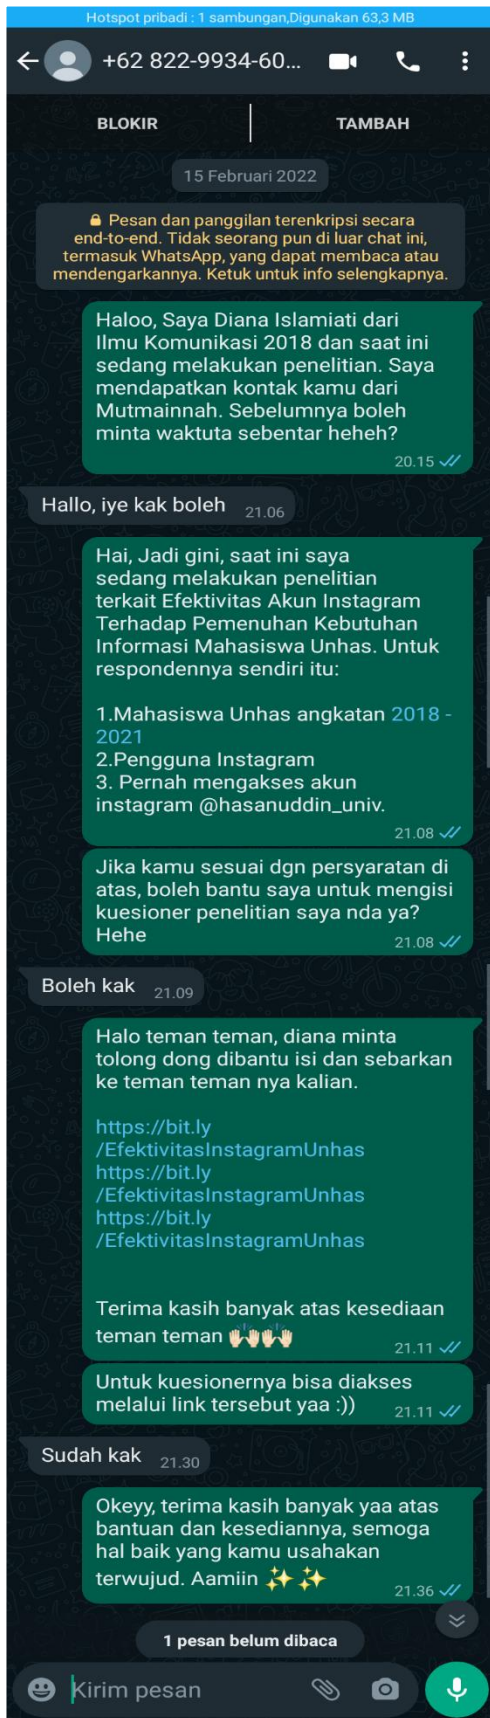 Hotspot pribadi : 1 sambungan,Digunakan 63,3 MB
+62 822-9934-60...
BLOKIR
TAMBAH
15 Februari 2022
Pesan dan panggilan terenkripsi secara
end-to-end. Tidak seorang pun di luar chat ini,
termasuk WhatsApp, yang dapat membaca atau
mendengarkannya. Ketuk untuk info selengkapnya.
Haloo, Saya Diana Islamiati dari
Ilmu Komunikasi 2018 dan saat ini
sedang melakukan penelitian. Saya
mendapatkan kontak kamu dari
Mutmainnah. Sebelumnya boleh
minta waktuta sebentar heheh?
20.15
Hallo, iye kak boleh
21.06
Hai, Jadi gini, saat ini saya
sedang melakukan penelitian
terkait Efektivitas Akun Instagram
Terhadap Pemenuhan Kebutuhan
Informasi Mahasiswa Unhas. Untuk
respondennya sendiri itu:
1.Mahasiswa Unhas angkatan 2018 -
2021
2.Pengguna Instagram
3. Pernah mengakses akun
instagram @hasanuddin_univ.
21.08
Jika kamu sesuai dgn persyaratan di
atas, boleh bantu saya untuk mengisi
kuesioner penelitian saya nda ya?
Hehe
21.08
Boleh kak
21.09
Halo teman teman, diana minta
tolong dong dibantu isi dan sebarkan
ke teman teman nya kalian.
https://bit.ly
/EfektivitasInstagramUnhas
https://bit.ly
/EfektivitasInstagramUnhas
https://bit.ly
/EfektivitasInstagramUnhas
Terima kasih banyak atas kesediaan
teman teman 🙌🏻🙌🏻
21.11
Untuk kuesionernya bisa diakses
melalui link tersebut yaa :))
21.11
Sudah kak
21.30
Okeyy, terima kasih banyak yaa atas
bantuan dan kesediannya, semoga
hal baik yang kamu usahakan
terwujud. Aamiin ✨ ✨
21.36
1 pesan belum dibaca
Kirim pesan